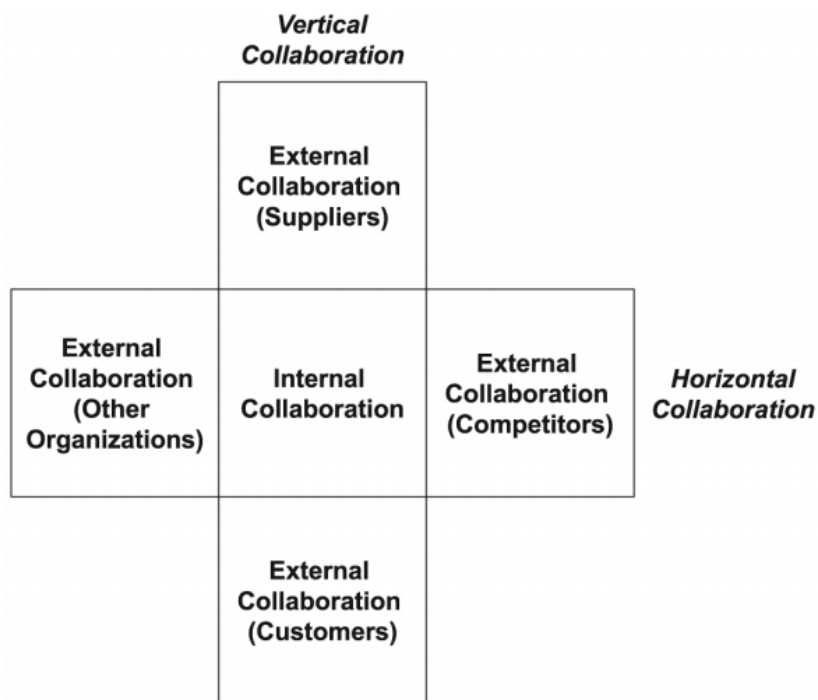 Vertical
Collaboration
External
Collaboration
(Suppliers)
External
Collaboration
(Other
Organizations)
Internal
Collaboration
External
Collaboration
(Competitors)
Horizontal
Collaboration
External
Collaboration
(Customers)